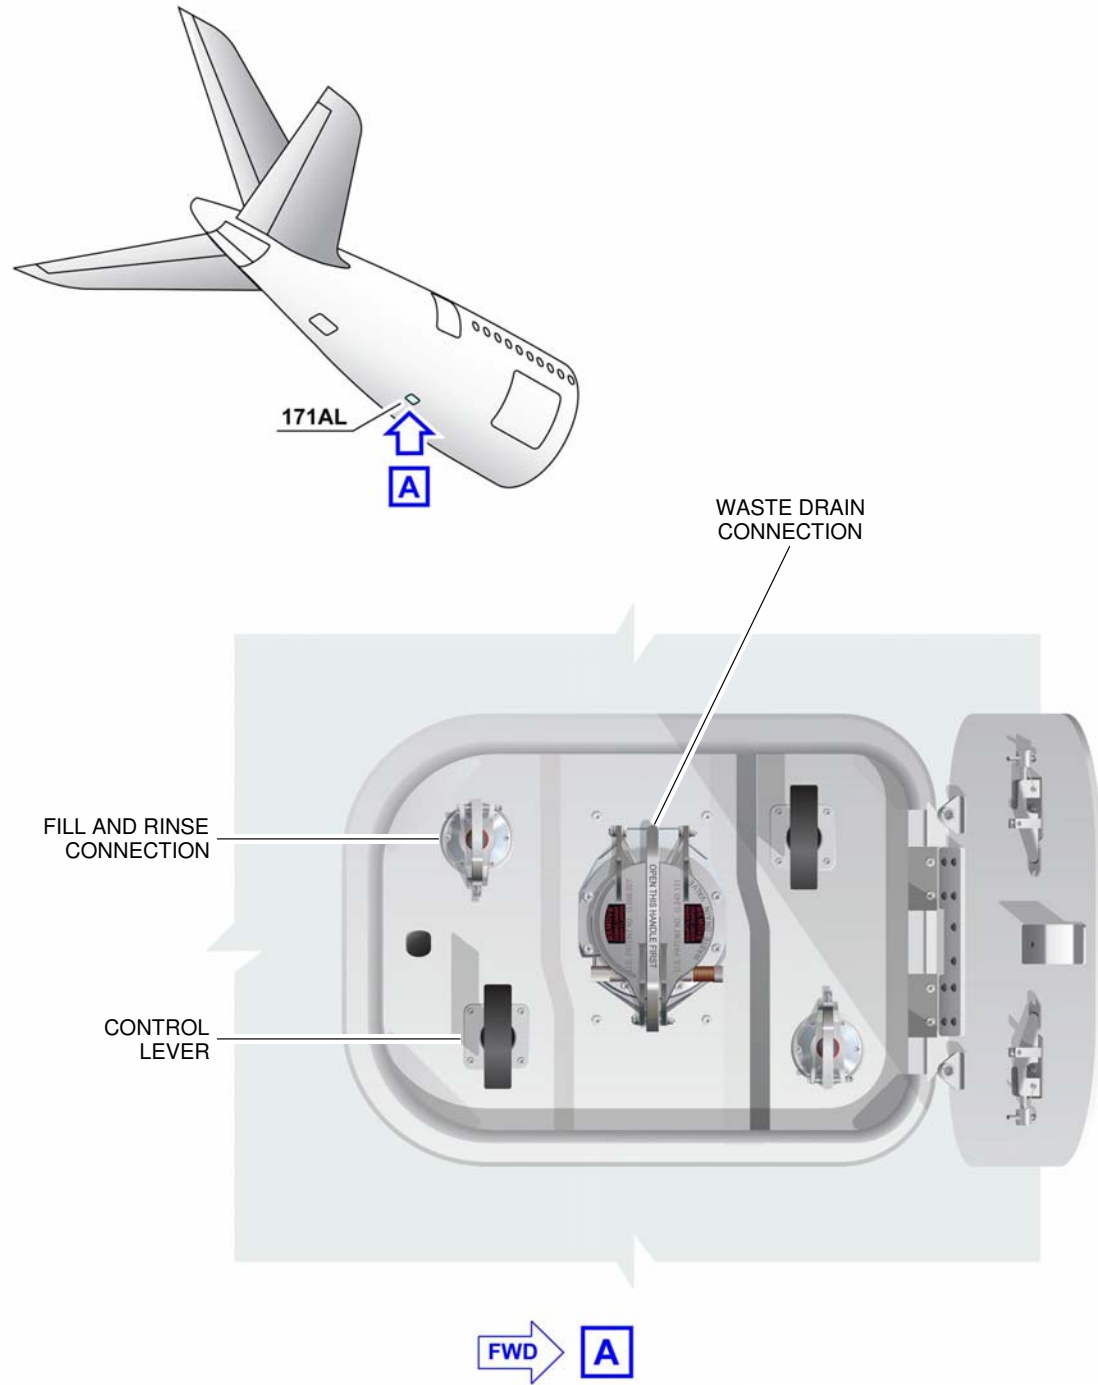 171AL
A
WASTE DRAIN
CONNECTION
FILL AND RINSE
CONNECTION
OPEN THIS HANDLE FIRST
CONTROL
LEVER
FWD
A